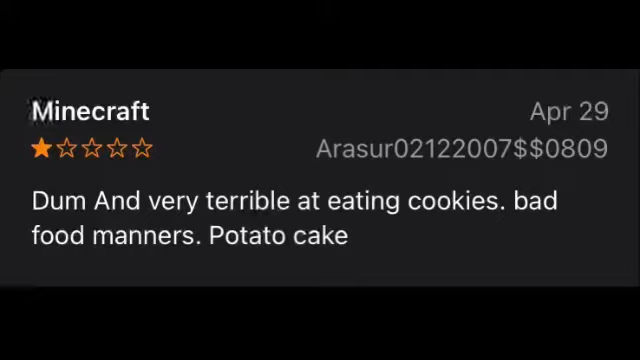 Minecraft
Apr 29
Arasur02122007$$0809
Dum And very terrible at eating cookies. bad
food manners. Potato cake